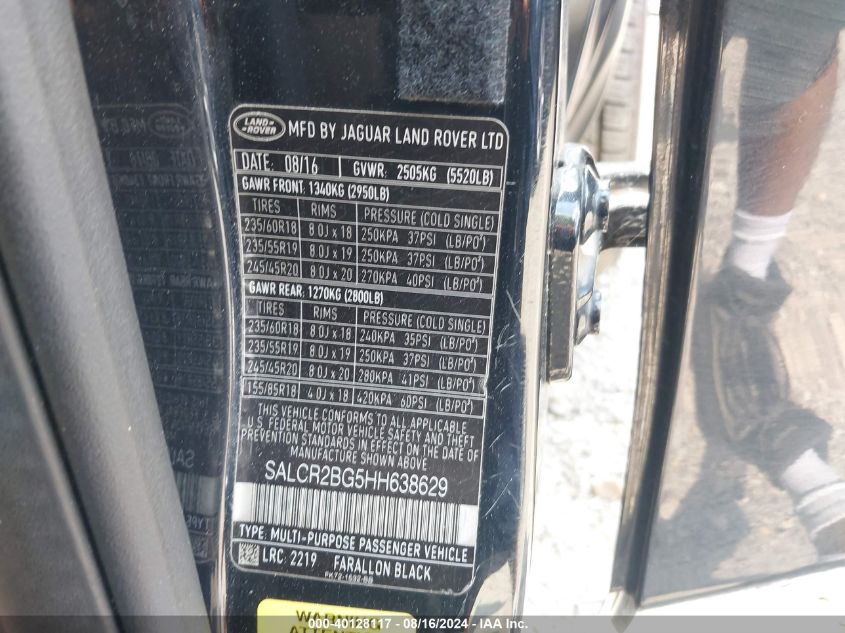 LAND-
ROVER
MFD BY JAGUAR LAND ROVER LTD
DATE: 08/16 GVWR: 2505KG (5520LB)
GAWR FRONT: 1340KG (2950LB)
TIRES RIMS PRESSURE (COLD SINGLE)
235/60R18 8.0J x 18 250KPA 37PSI (LB/PO²)
235/55R19 8.0J x 19 250KPA 37PSI (LB/PO²)
245/45R20 8.0J x 20 270KPA 40PSI (LB/PO²)
GAWR REAR: 1270KG (2800LB)
TIRES RIMS PRESSURE (COLD SINGLE)
235/60R18 8.0J x 18 240KPA 35PSI (LB/PO²)
235/55R19 8.0J x 19 250KPA 37PSI (LB/PO²)
245/45R20 8.0J x 20 280KPA 41PSI (LB/PO²)
155/85R18 4.0J x 18 420KPA 60PSI (LB/PO²)
THIS VEHICLE CONFORMS TO ALL APPLICABLE
U.S. FEDERAL MOTOR VEHICLE SAFETY AND THEFT
PREVENTION STANDARDS IN EFFECT ON THE DATE OF
MANUFACTURE SHOWN ABOVE
SALCR2BG5HH638629
TYPE: MULTI-PURPOSE PASSENGER VEHICLE
LRC: 2219 FARALLON BLACK
WARNING
000-40128117 - 08/16/2024 - IAA Inc.